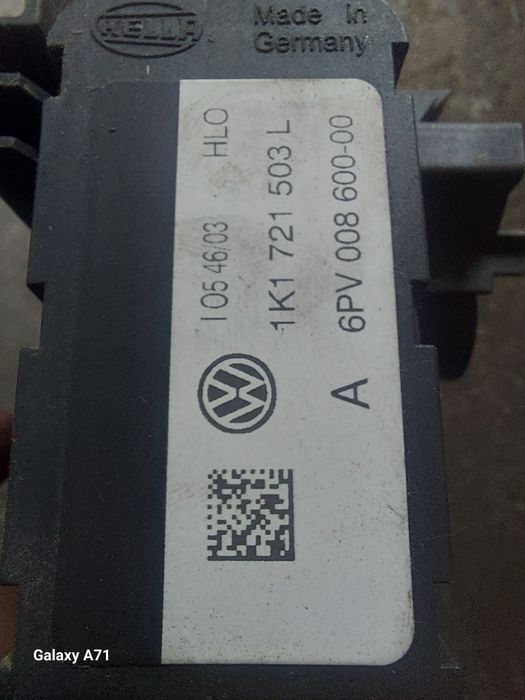 HELLA
Made in
Germany
I 05 46/03 HLO
1K1 721 503 L
6PV 008 600-00
A
Galaxy A71